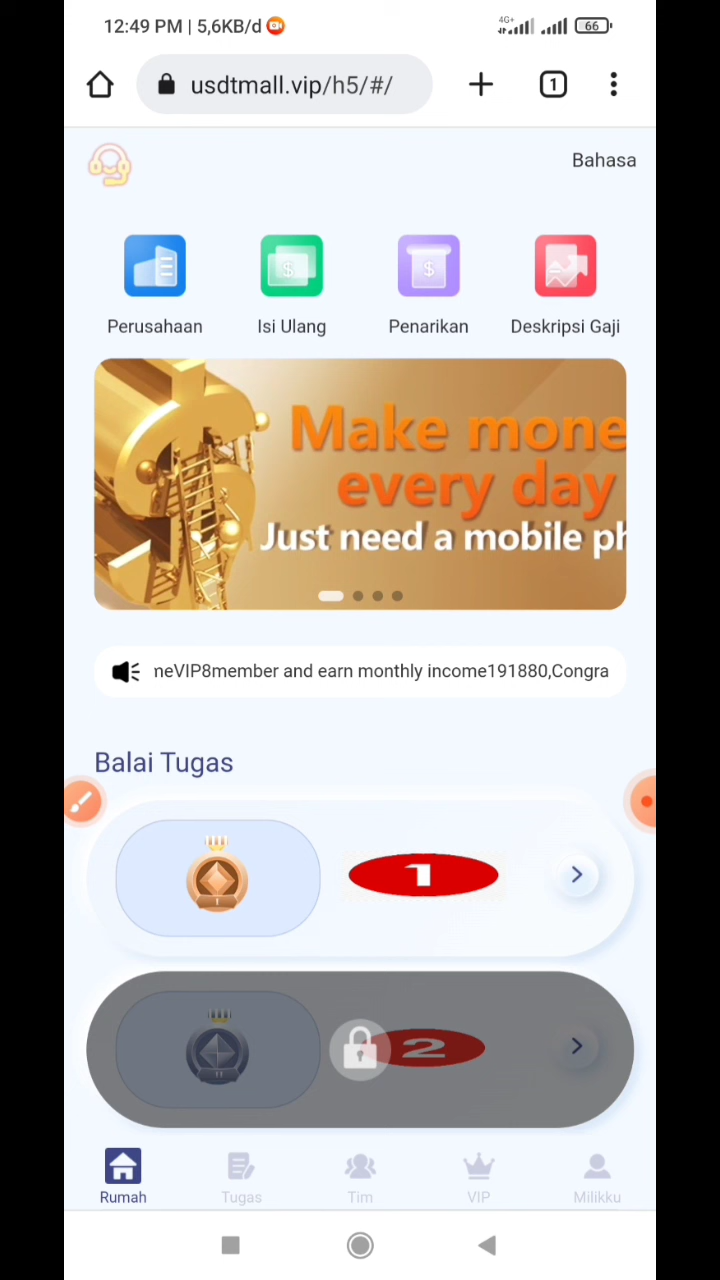 12:49 PM | 5,6KB/d
4G+
66
usdtmall.vip/h5/#/
1
Bahasa
Perusahaan
Isi Ulang
Penarikan
Deskripsi Gaji
Make mone
every day
Just need a mobile ph
neVIP8member and earn monthly income191880,Congra
Balai Tugas
1
2
Rumah
Tugas
Tim
VIP
Milikku